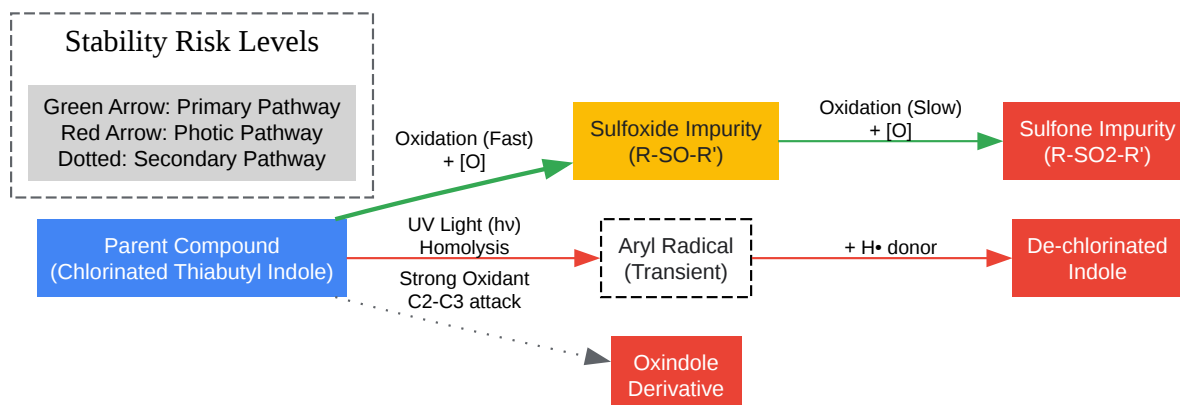 Stability Risk Levels
Green Arrow: Primary Pathway
Red Arrow: Photic Pathway
Dotted: Secondary Pathway
Oxidation (Fast)
+ [O]
Sulfoxide Impurity
(R-SO-R')
Oxidation (Slow)
+ [O]
Sulfone Impurity
(R-SO2-R')
Parent Compound
(Chlorinated Thiabutyl Indole)
UV Light (hν)
Homolysis
Aryl Radical
(Transient)
+ H• donor
De-chlorinated
Indole
Strong Oxidant
C2-C3 attack
Oxindole
Derivative